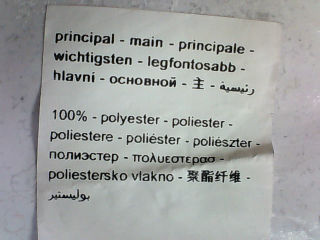 principal - main - principale -
wichtigsten - legfontosabb -
hlavní - основной - 主 - رئيسية
100% - polyester - poliester -
poliestere - poliéster - poliészter -
полиэстер - πολυεστερασ -
poliestersko vlakno - 聚酯纤维 -
بوليستير